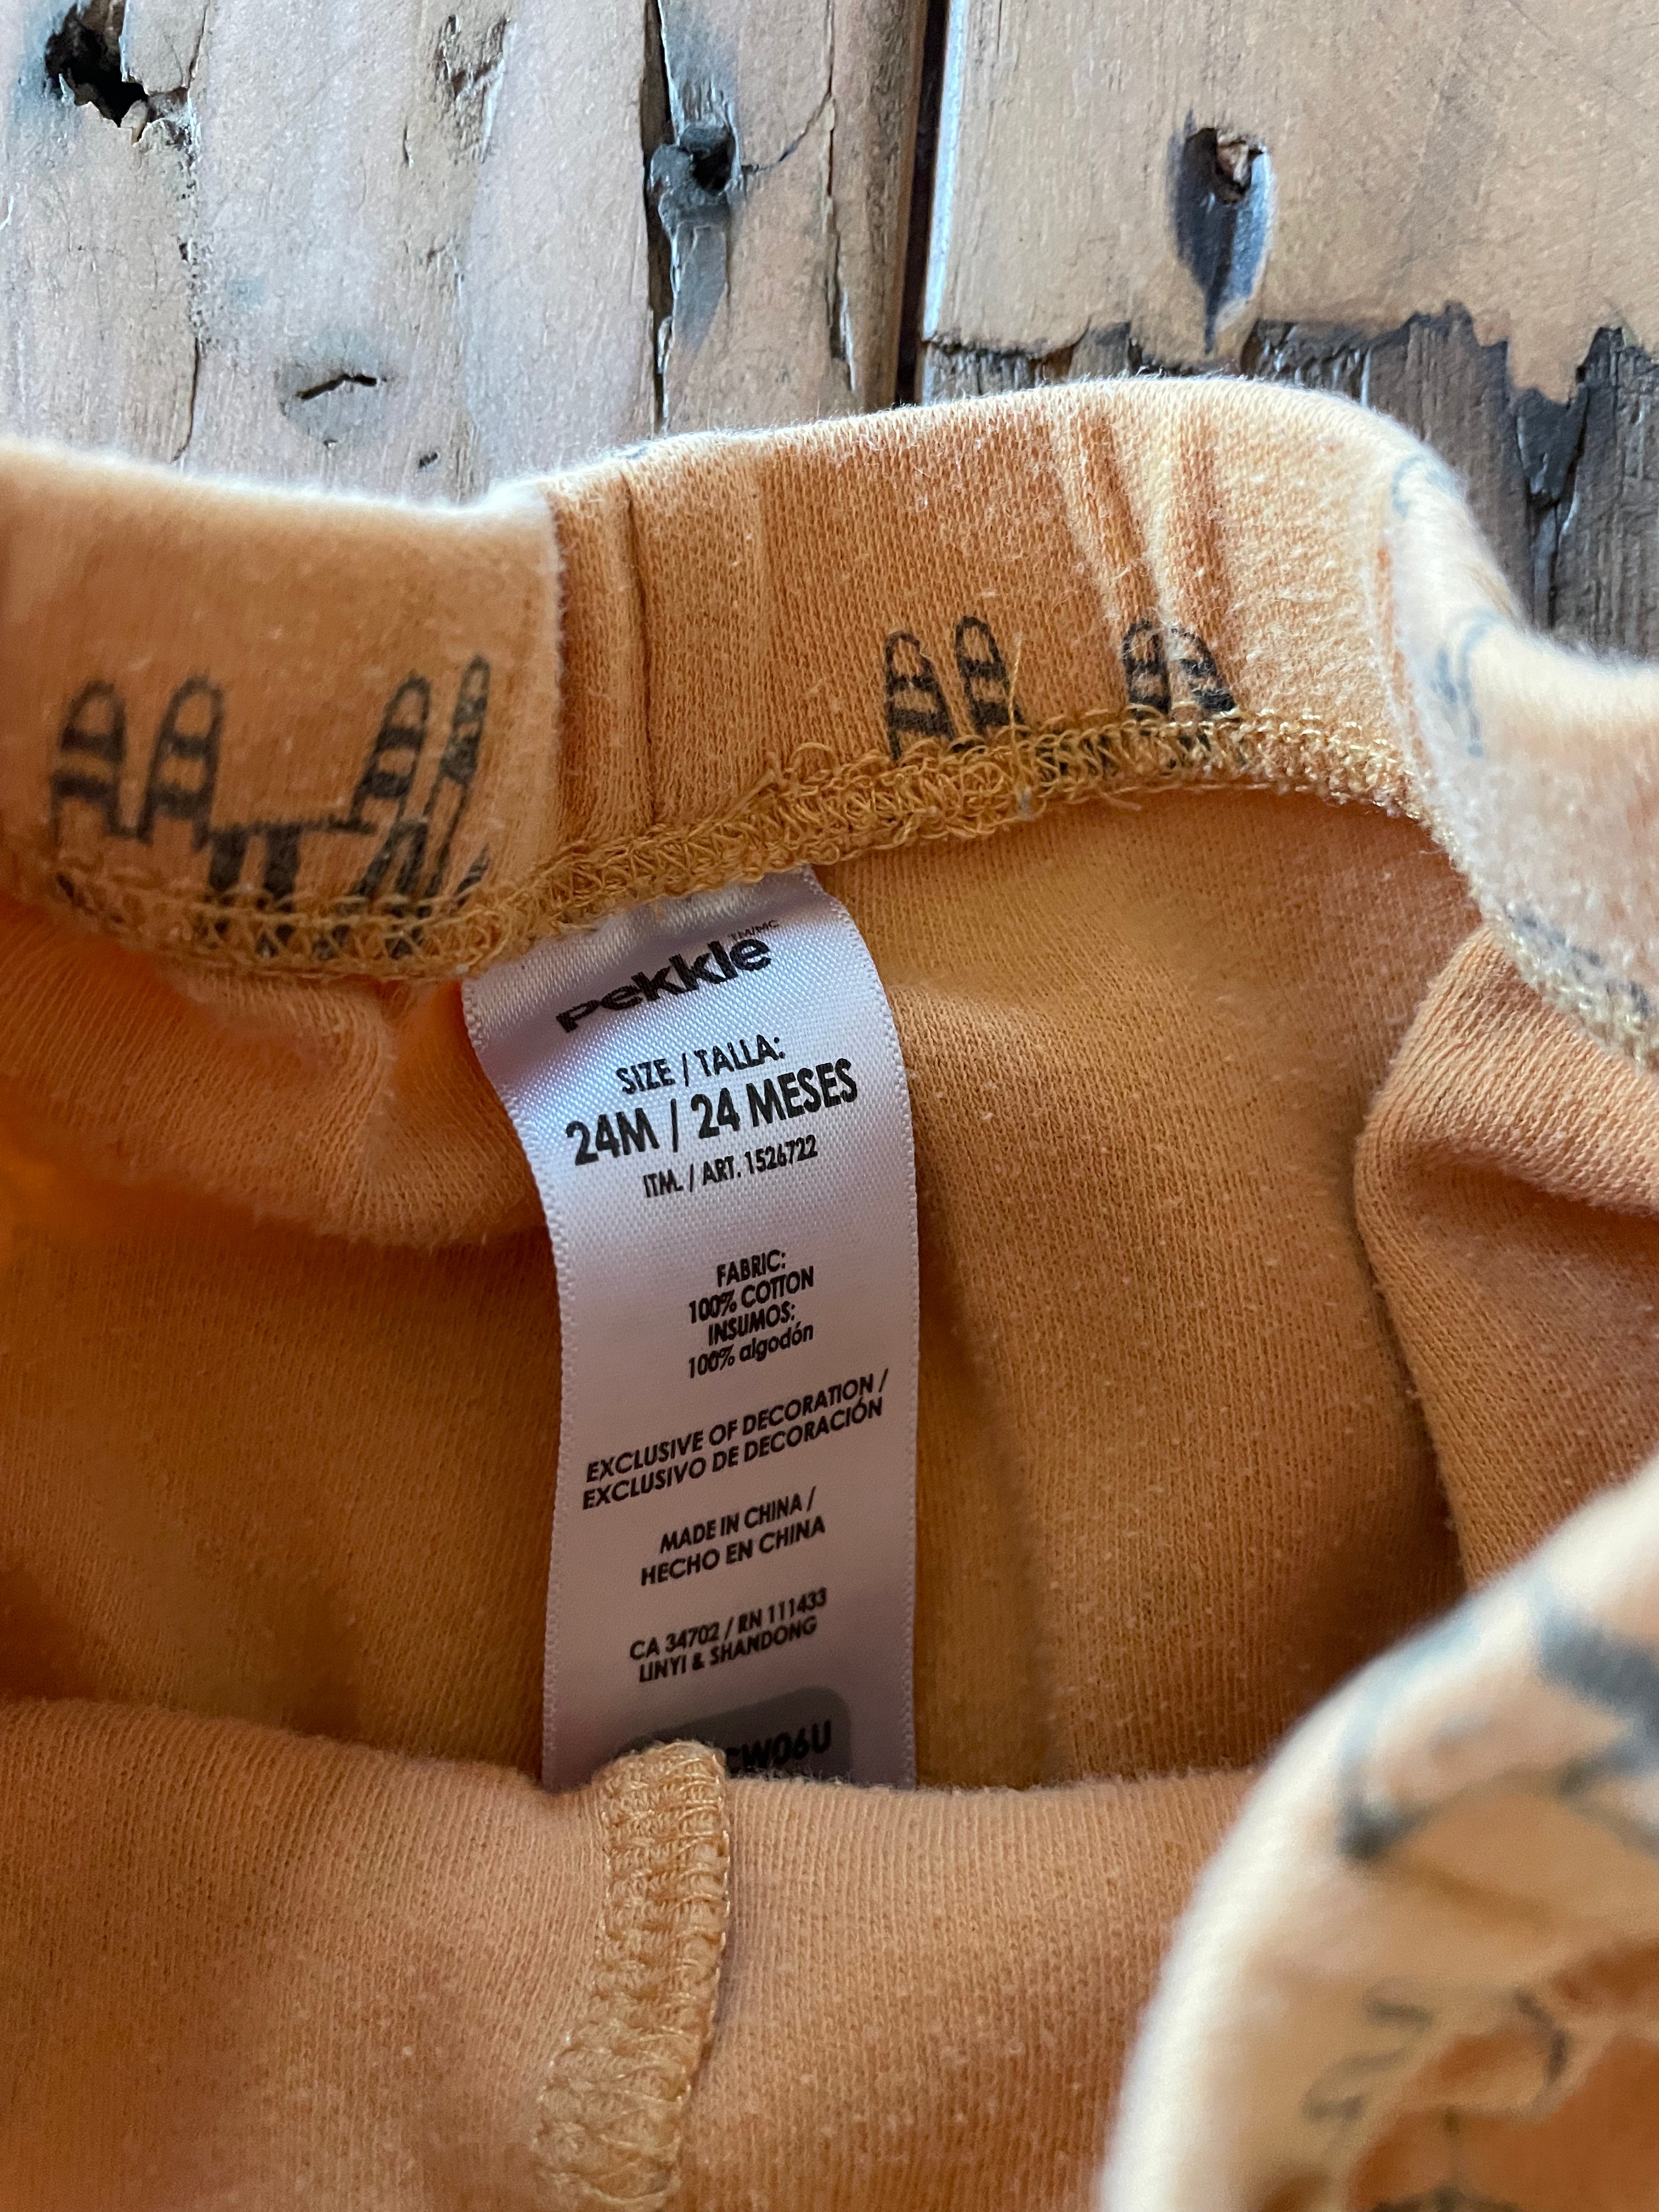 pekkle TM/MC
SIZE / TALLA:
24M / 24 MESES
ITM. / ART. 1526722
FABRIC:
100% COTTON
INSUMOS:
100% algodón
EXCLUSIVE OF DECORATION /
EXCLUSIVO DE DECORACIÓN
MADE IN CHINA /
HECHO EN CHINA
CA 34702 / RN 111433
LINYI & SHANDONG